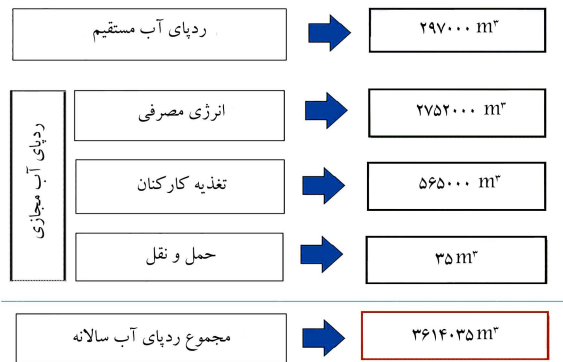 ردپای آب مستقیم
۲۹۷۰۰۰ m³
ردپای آب مجازی
انرژی مصرفی
۲۷۵۲۰۰۰ m³
تغذیه کارکنان
۵۶۵۰۰۰ m³
حمل و نقل
۳۵ m³
مجموع ردپای آب سالانه
۳۶۱۴۰۳۵ m³